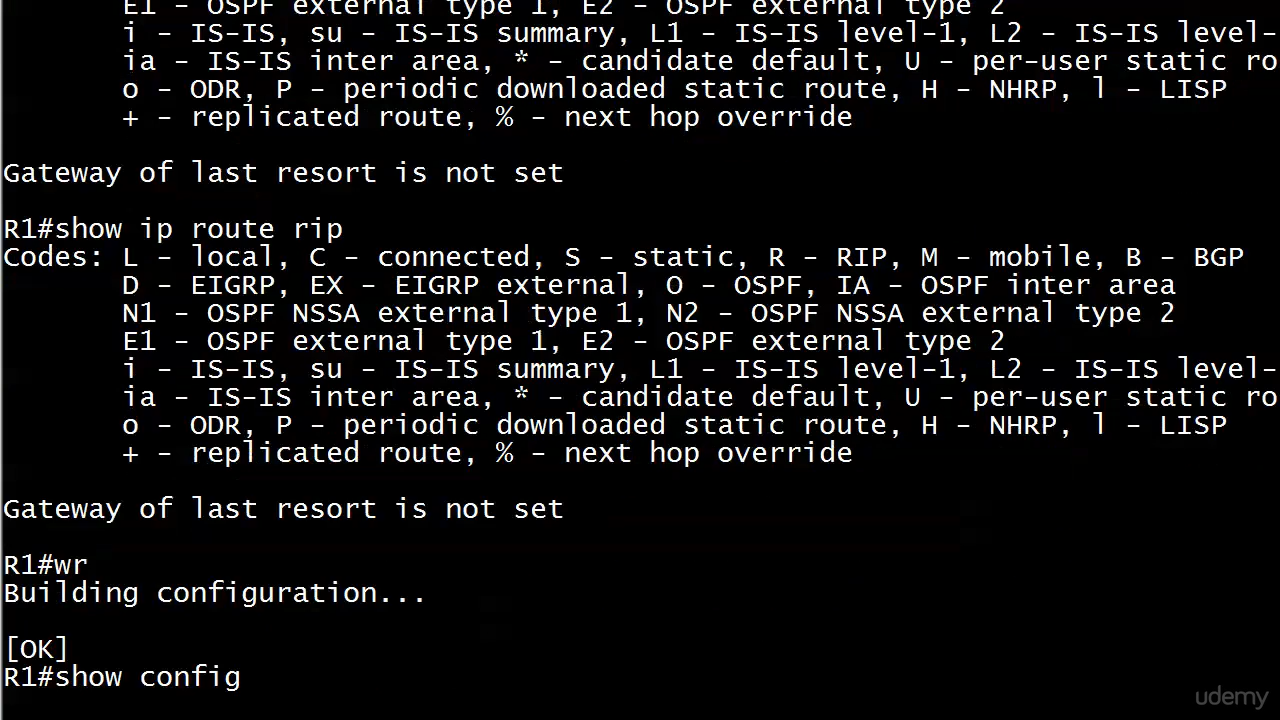 E1 - OSPF external type 1, E2 - OSPF external type 2
i - IS-IS, su - IS-IS summary, L1 - IS-IS level-1, L2 - IS-IS level-
ia - IS-IS inter area, * - candidate default, U - per-user static ro
o - ODR, P - periodic downloaded static route, H - NHRP, l - LISP
+ - replicated route, % - next hop override
Gateway of last resort is not set
R1#show ip route rip
Codes: L - local, C - connected, S - static, R - RIP, M - mobile, B - BGP
D - EIGRP, EX - EIGRP external, O - OSPF, IA - OSPF inter area
N1 - OSPF NSSA external type 1, N2 - OSPF NSSA external type 2
E1 - OSPF external type 1, E2 - OSPF external type 2
i - IS-IS, su - IS-IS summary, L1 - IS-IS level-1, L2 - IS-IS level-
ia - IS-IS inter area, * - candidate default, U - per-user static ro
o - ODR, P - periodic downloaded static route, H - NHRP, l - LISP
+ - replicated route, % - next hop override
Gateway of last resort is not set
R1#wr
Building configuration...
[OK]
R1#show config
udemy